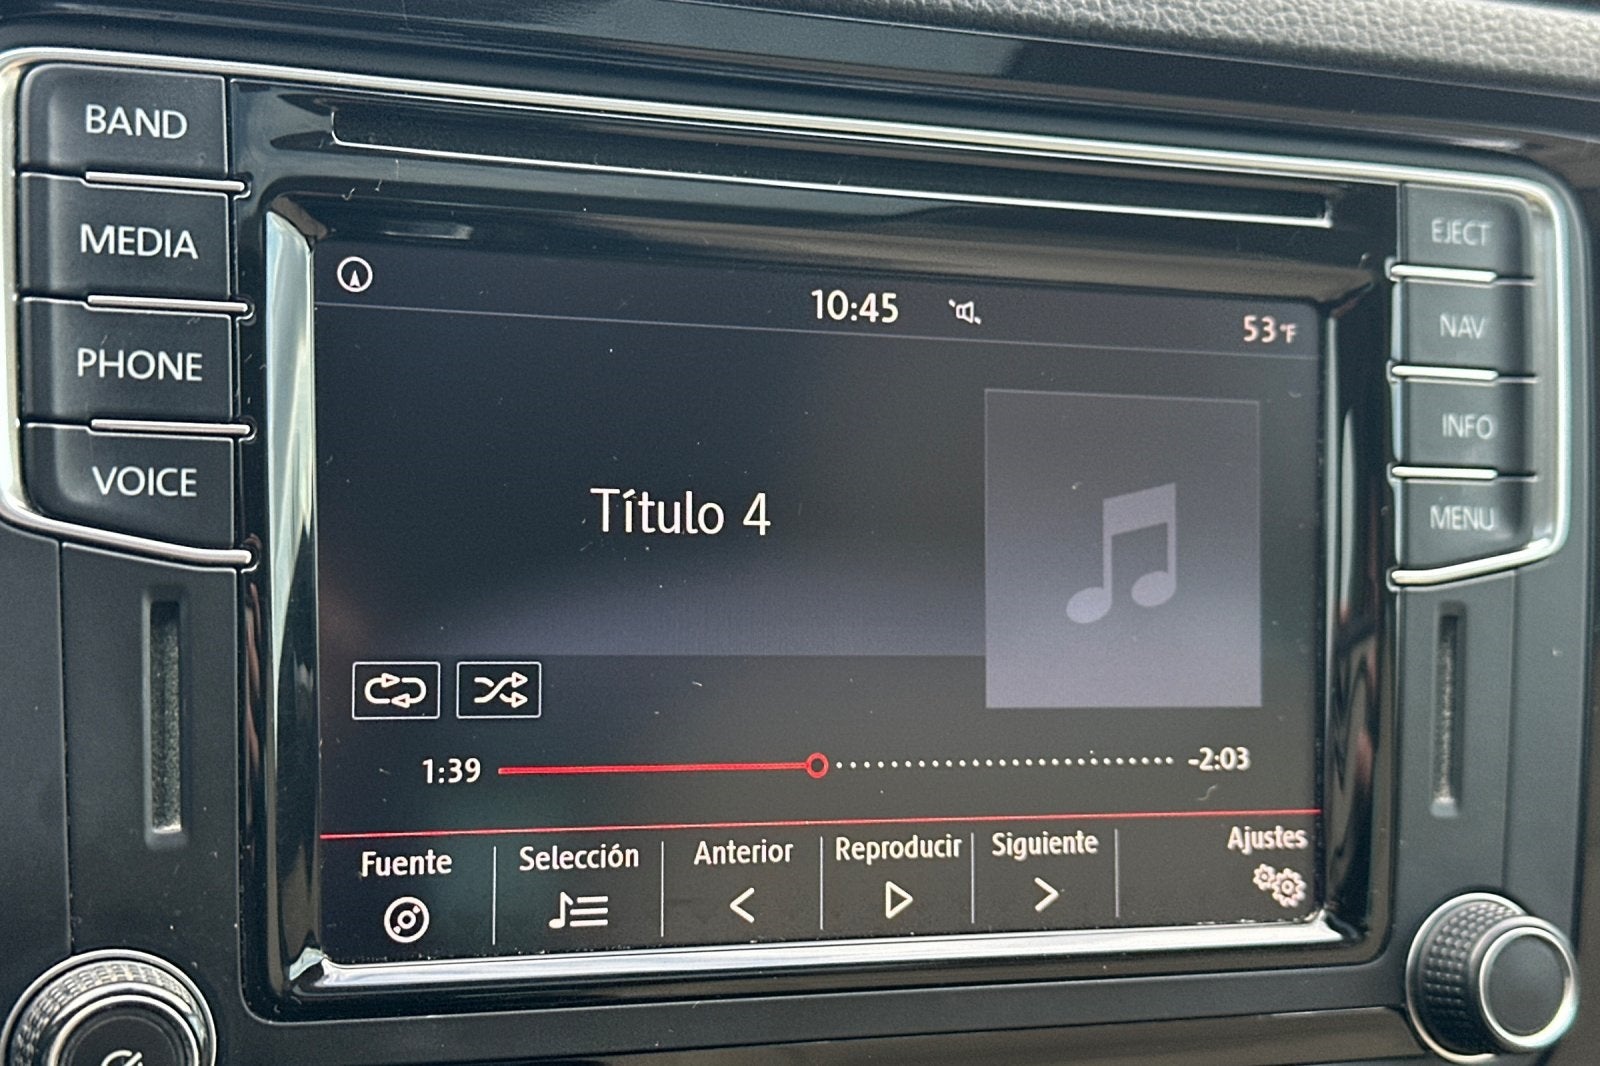 BAND
MEDIA
PHONE
VOICE
EJECT
NAV
INFO
MENU
10:45
53°F
Título 4
1:39
-2:03
Fuente
Selección
Anterior
Reproducir
Siguiente
Ajustes